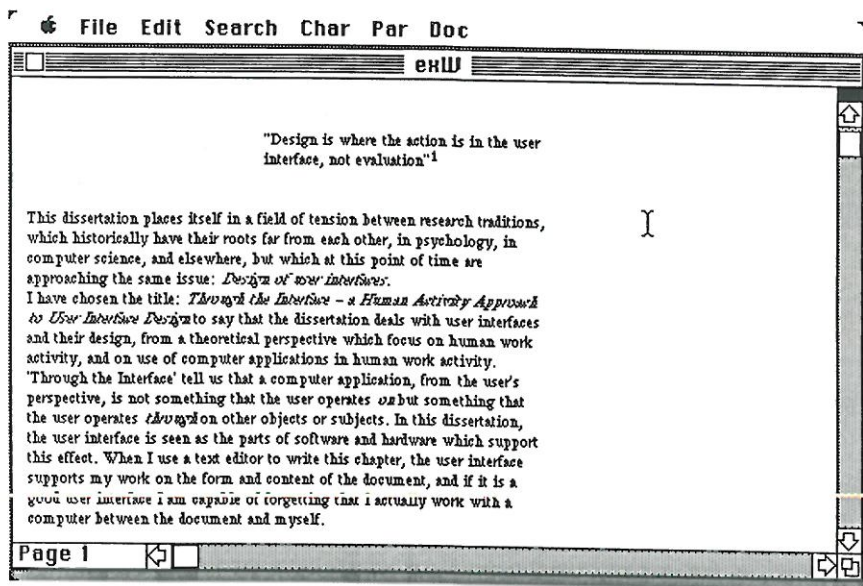 File Edit Search Char Par Doc
exW
"Design is where the action is in the user
interface, not evaluation"1
This dissertation places itself in a field of tension between research traditions,
which historically have their roots far from each other, in psychology, in
computer science, and elsewhere, but which at this point of time are
approaching the same issue: Design of user interfaces.
I have chosen the title: Through the Interface – a Human Activity Approach
to User Interface Design to say that the dissertation deals with user interfaces
and their design, from a theoretical perspective which focus on human work
activity, and on use of computer applications in human work activity.
'Through the Interface' tell us that a computer application, from the user's
perspective, is not something that the user operates on but something that
the user operates through on other objects or subjects. In this dissertation,
the user interface is seen as the parts of software and hardware which support
this effect. When I use a text editor to write this chapter, the user interface
supports my work on the form and content of the document, and if it is a
good user interface I am capable of forgetting that I actually work with a
computer between the document and myself.
Page 1